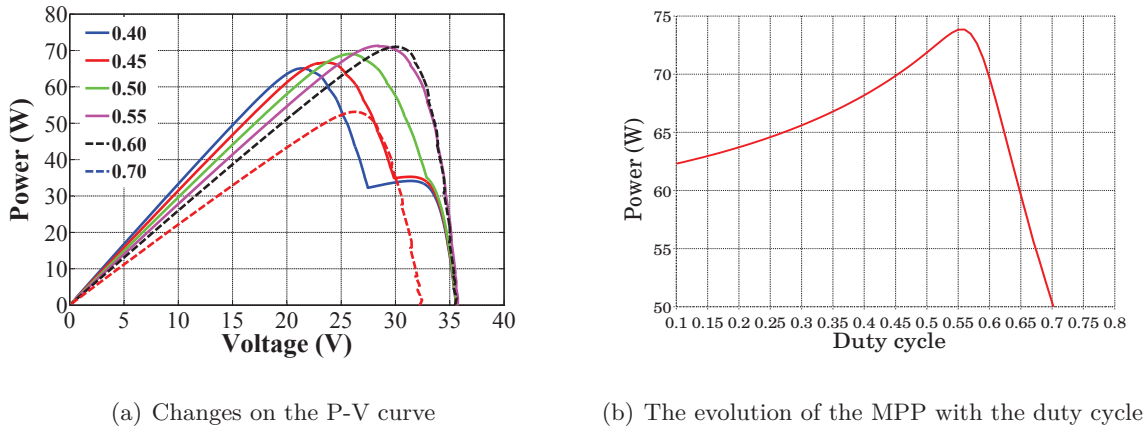 80
70
60
50
40
30
20
10
0
Power (W)
0.40
0.45
0.50
0.55
0.60
0.70
0 5 10 15 20 25 30 35 40
Voltage (V)
(a) Changes on the P-V curve
75
70
65
60
55
50
Power (W)
0.1 0.15 0.2 0.25 0.3 0.35 0.4 0.45 0.5 0.55 0.6 0.65 0.7 0.75 0.8
Duty cycle
(b) The evolution of the MPP with the duty cycle